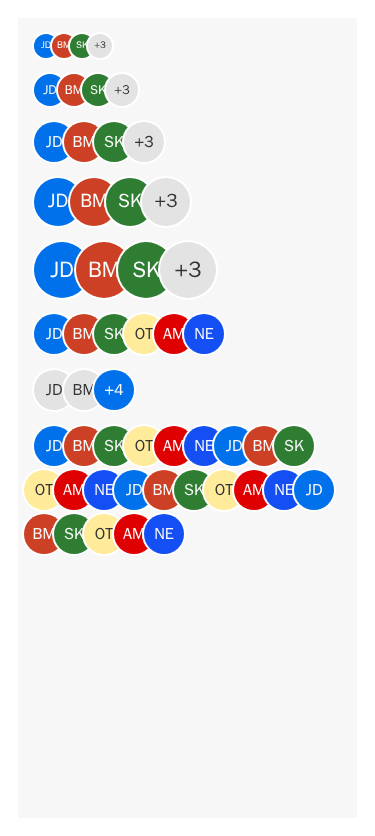 JD BM SK +3
JD BM SK +3
JD BM SK +3
JD BM SK +3
JD BM SK +3
JD BM SK OT AM NE
JD BM +4
JD BM SK OT AM NE JD BM SK
OT AM NE JD BM SK OT AM NE JD
BM SK OT AM NE